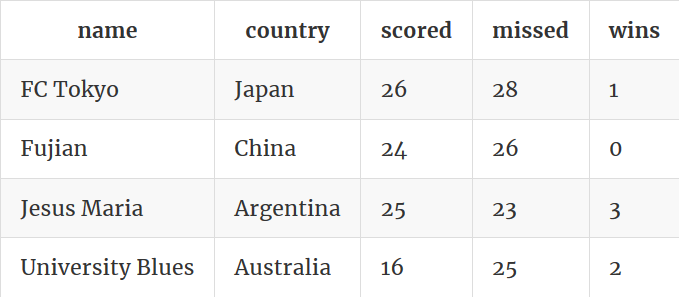 name country scored missed wins
FC Tokyo Japan 26 28 1
Fujian China 24 26 0
Jesus Maria Argentina 25 23 3
University Blues Australia 16 25 2